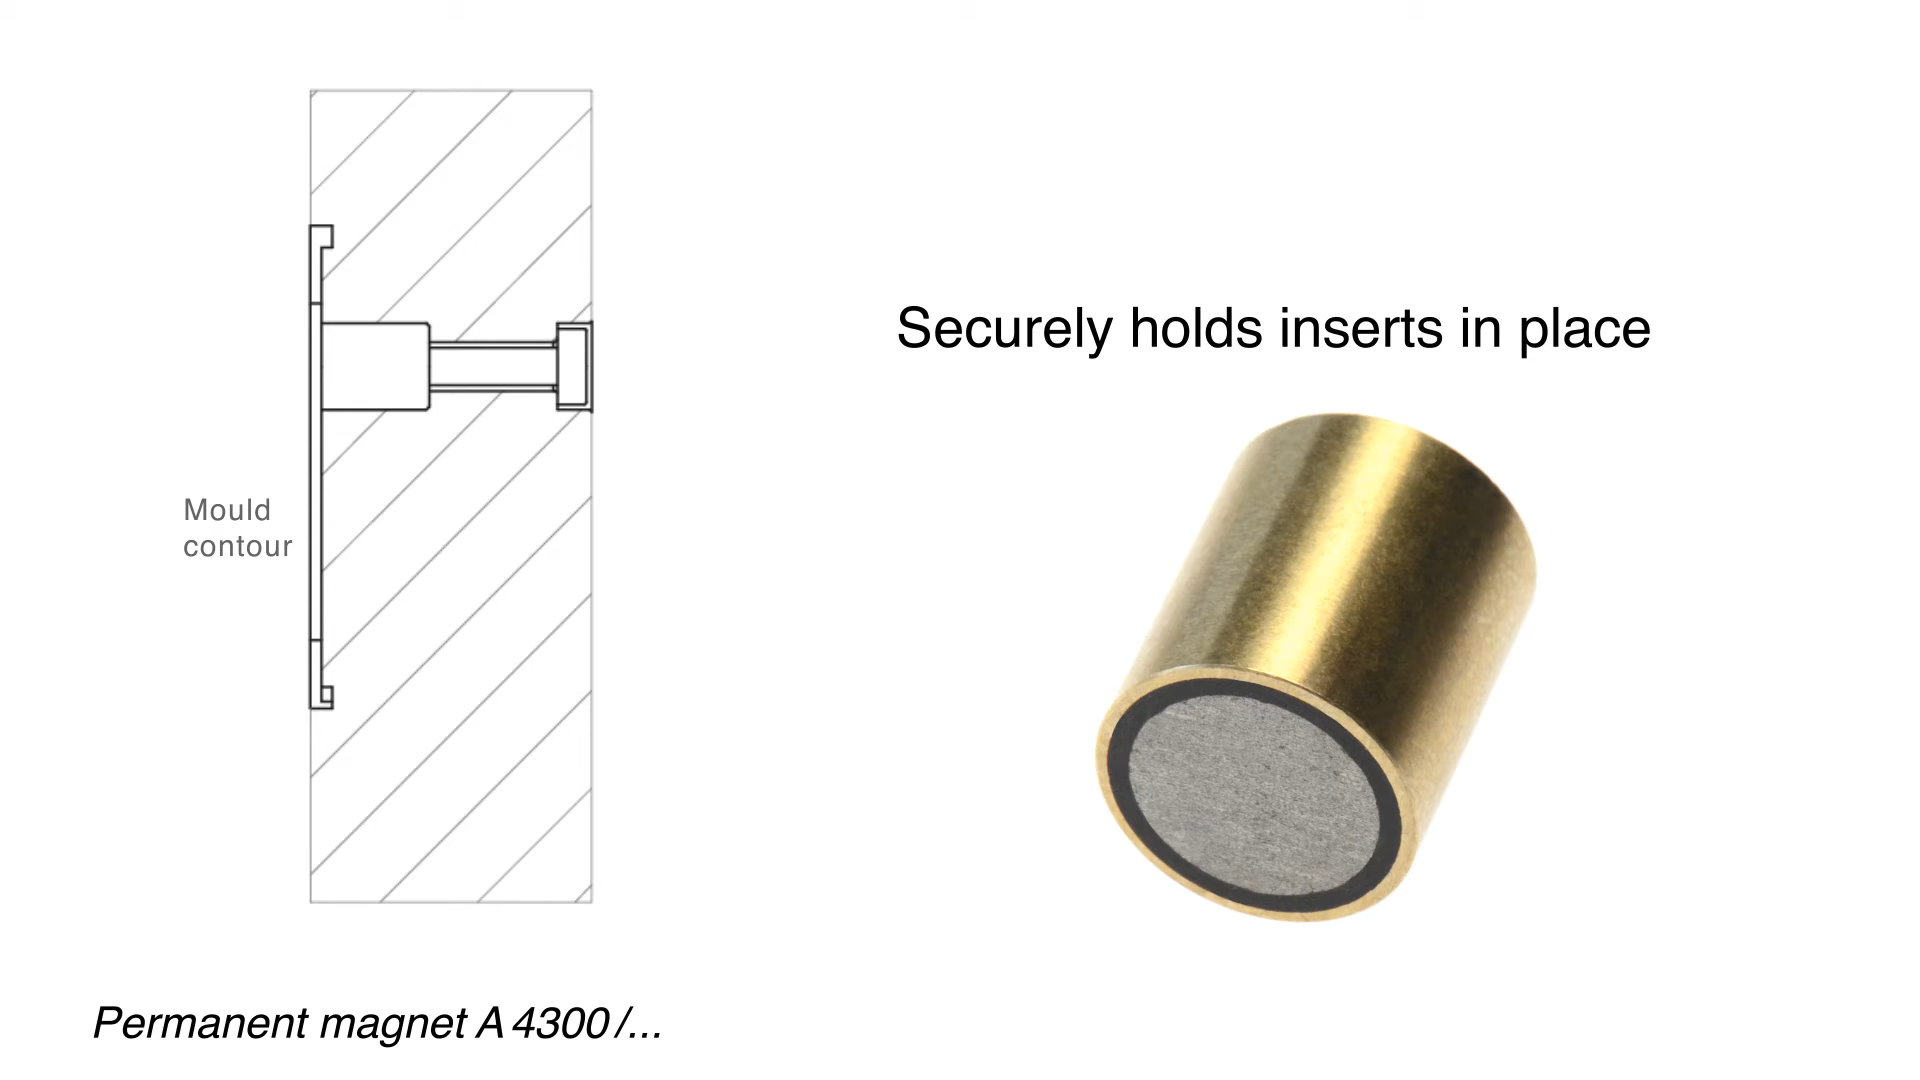 Securely holds inserts in place
Mould
contour
Permanent magnet A 4300 /...